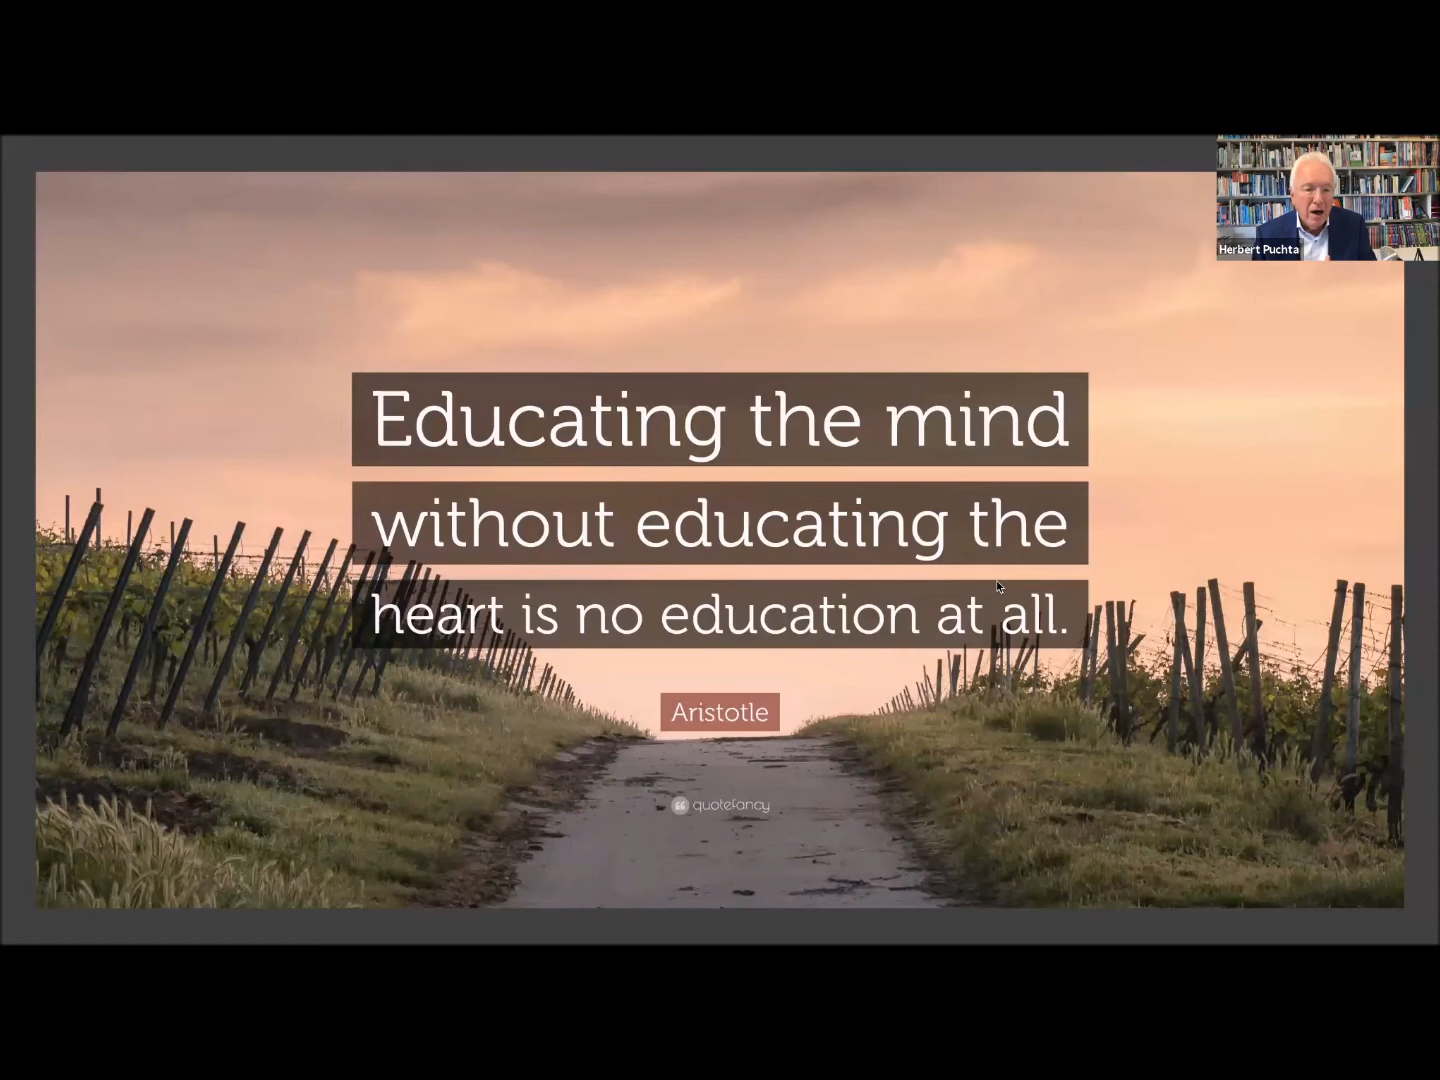 Herbert Puchta
Educating the mind
without educating the
heart is no education at all.
Aristotle
quotefancy